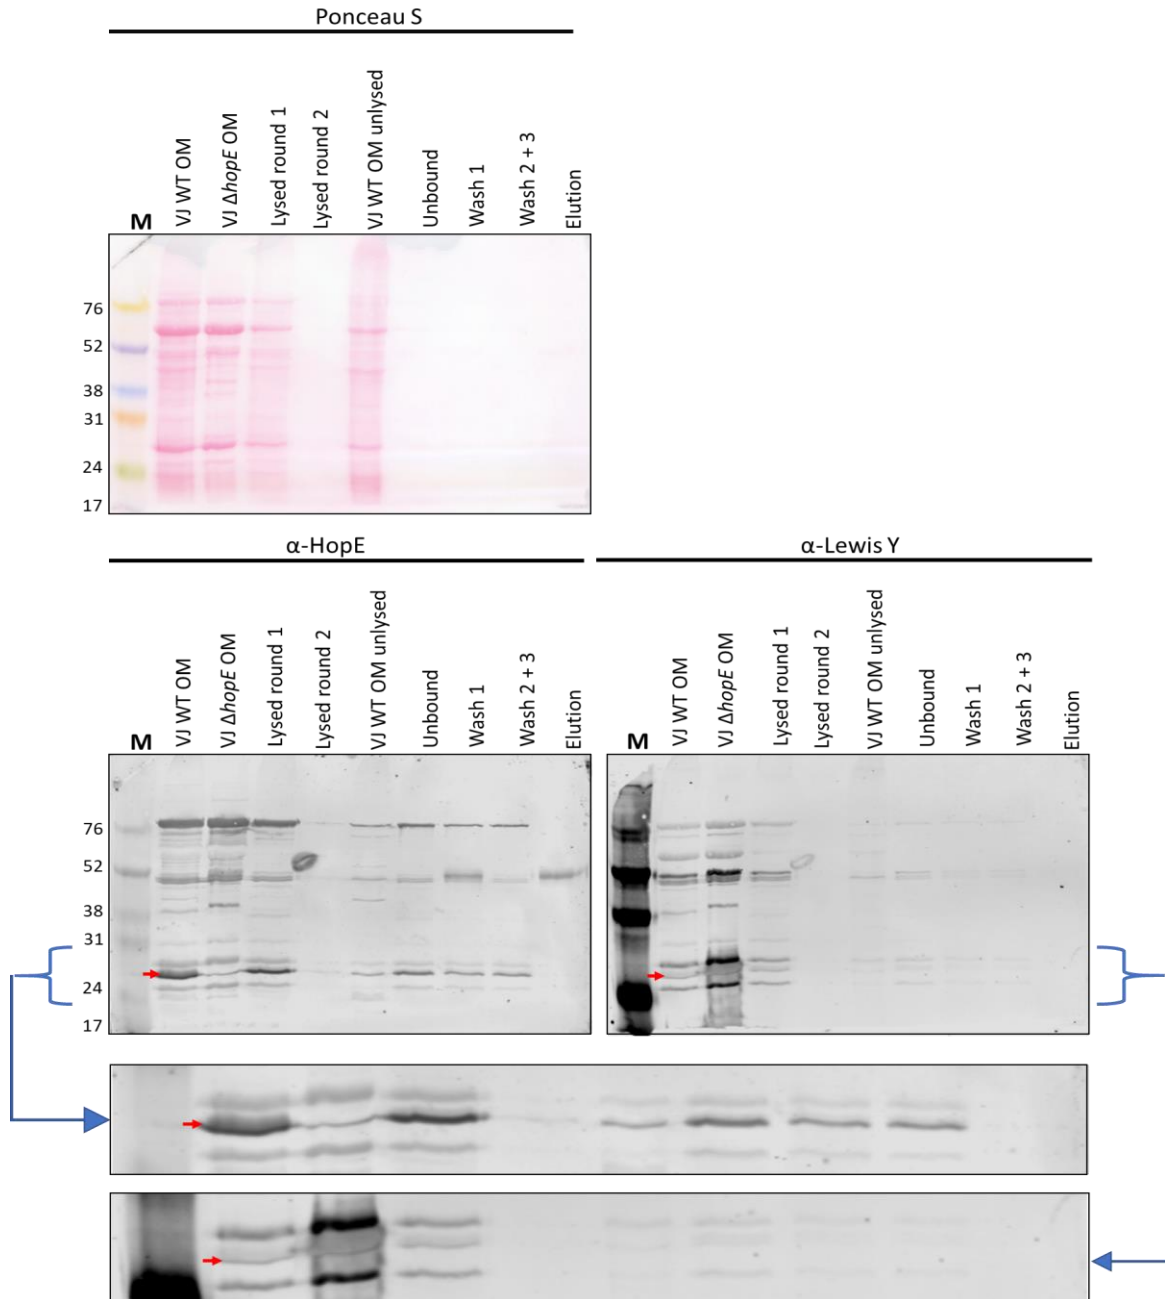 Ponceau S
M
VJ WT OM
VJ ΔhopE OM
Lysed round 1
Lysed round 2
VJ WT OM unlysed
Unbound
Wash 1
Wash 2 + 3
Elution
76
52
38
31
24
17
α-HopE
α-Lewis Y
M
VJ WT OM
VJ ΔhopE OM
Lysed round 1
Lysed round 2
VJ WT OM unlysed
Unbound
Wash 1
Wash 2 + 3
Elution
M
VJ WT OM
VJ ΔhopE OM
Lysed round 1
Lysed round 2
VJ WT OM unlysed
Unbound
Wash 1
Wash 2 + 3
Elution
76
52
38
31
24
17